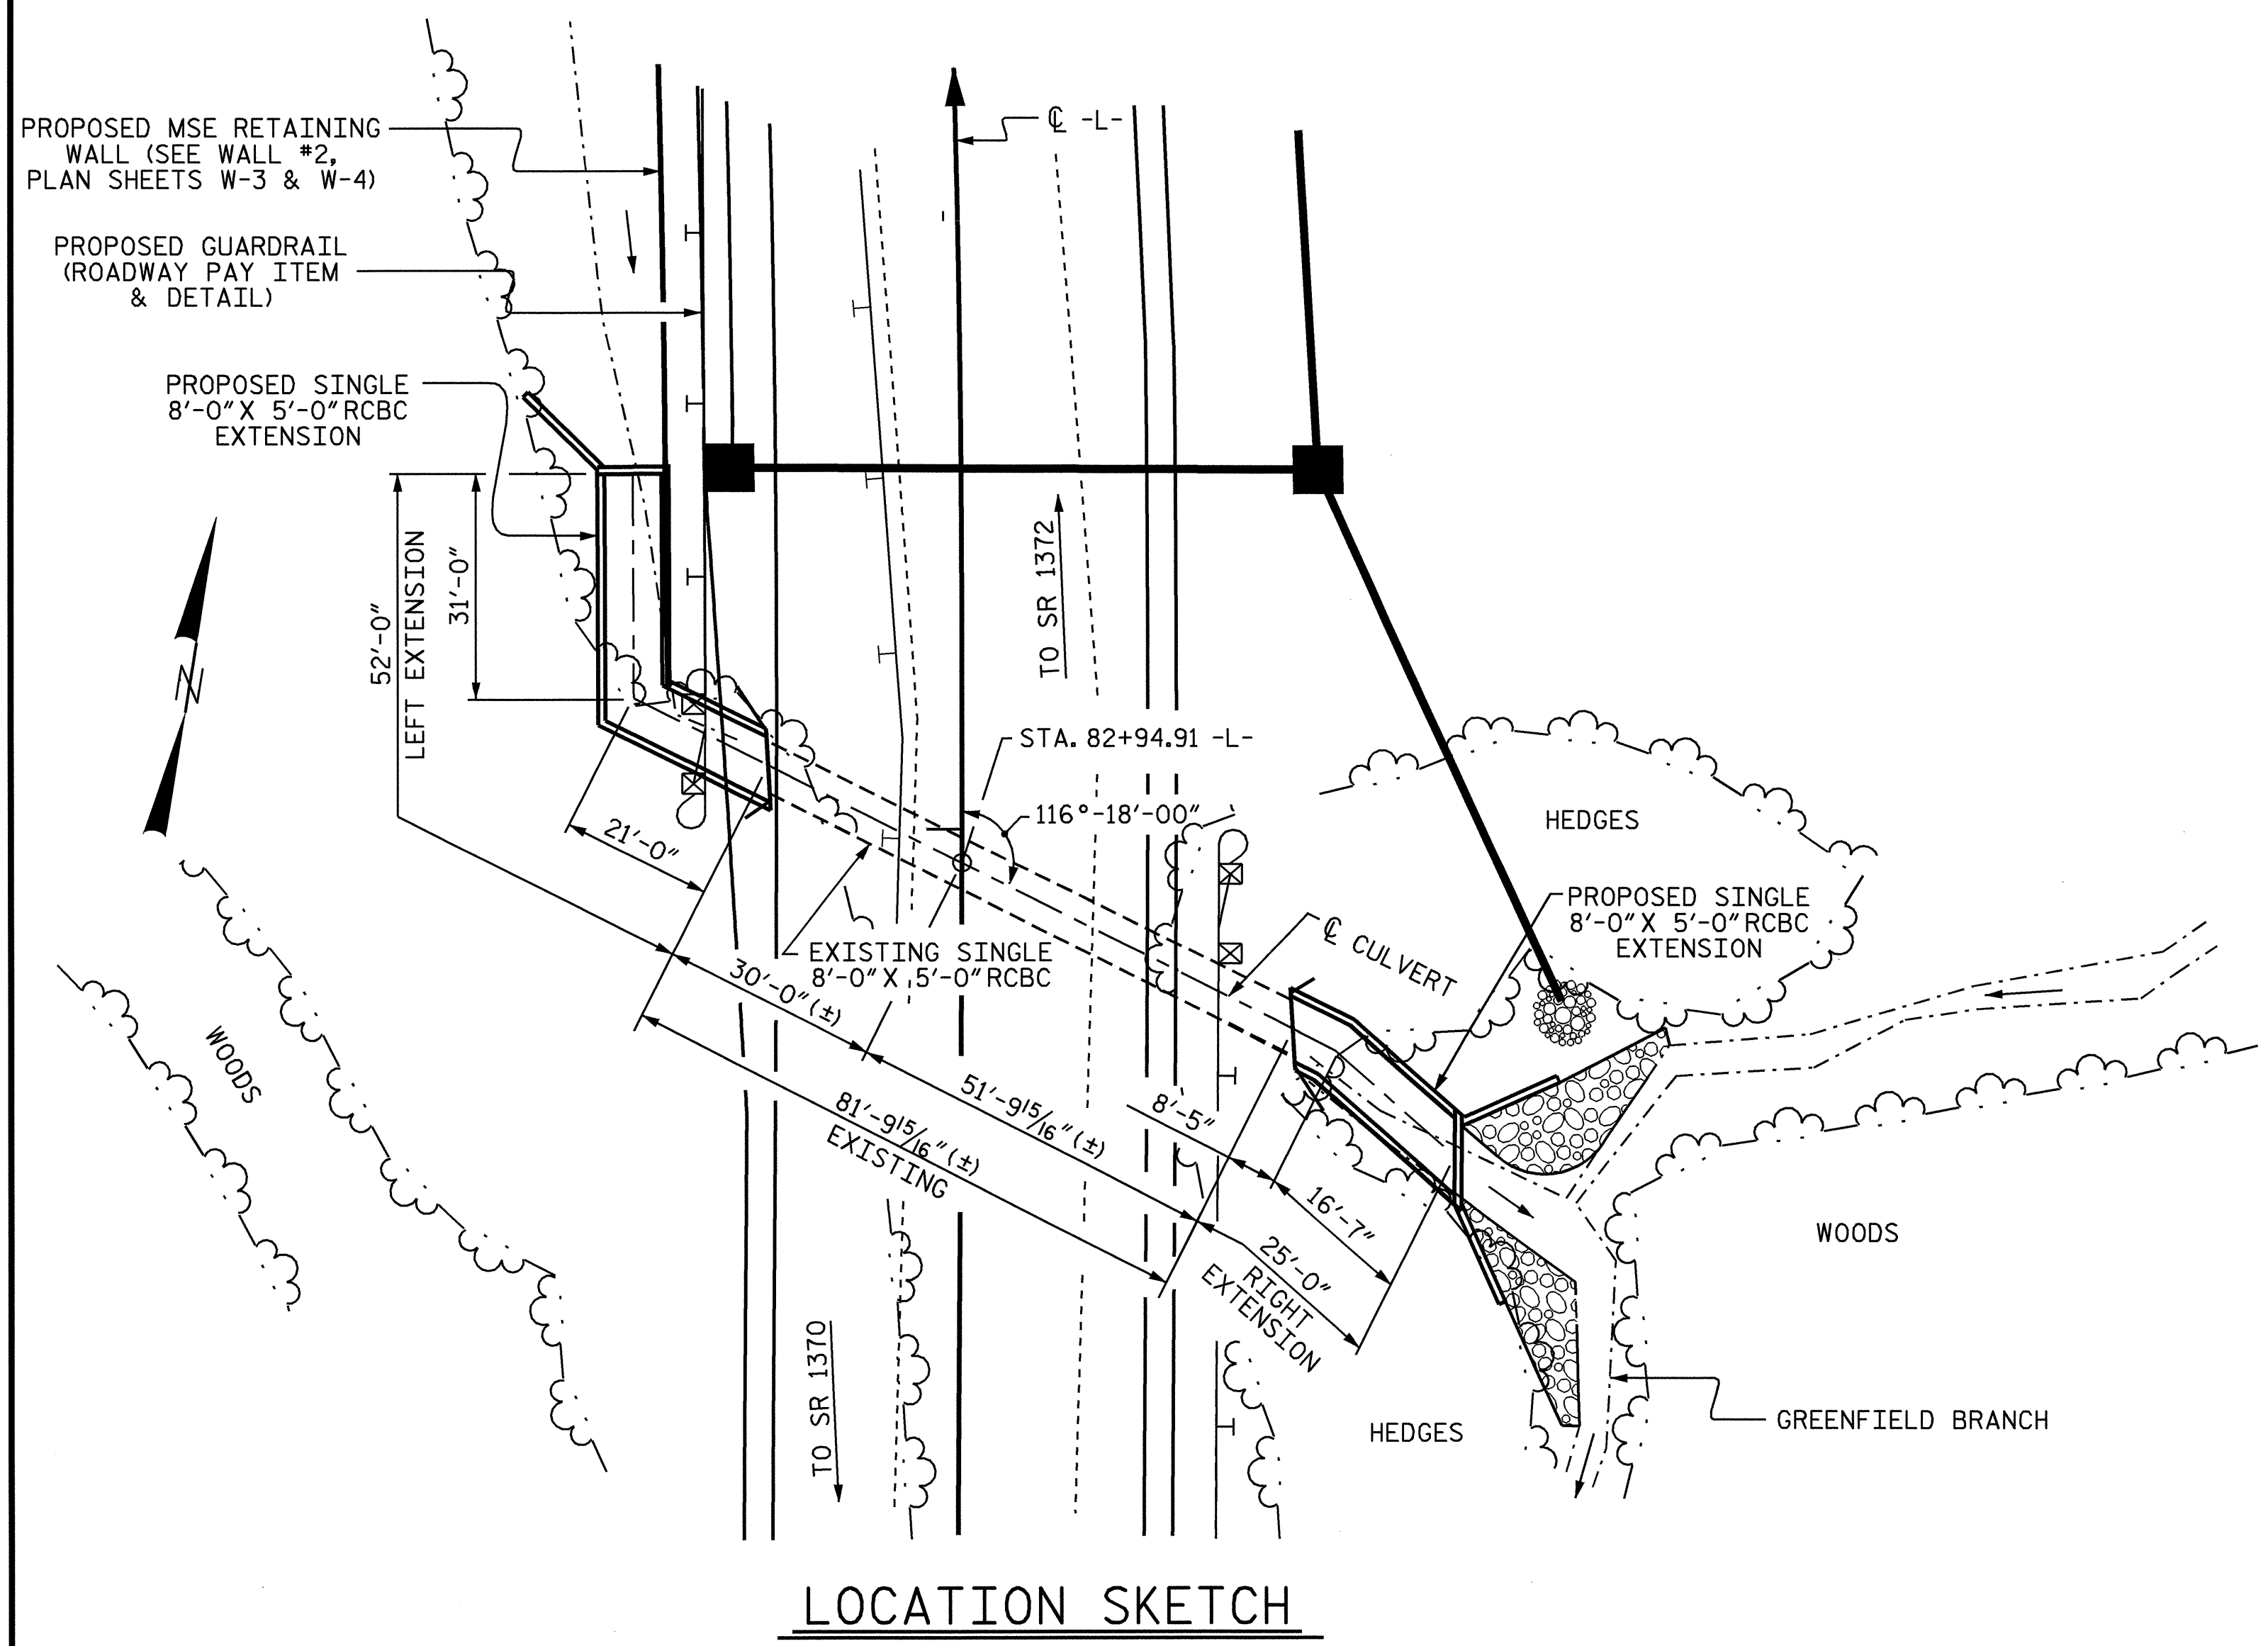 PROPOSED MSE RETAINING
WALL (SEE WALL #2,
PLAN SHEETS W-3 & W-4)
℄ -L-
PROPOSED GUARDRAIL
(ROADWAY PAY ITEM
& DETAIL)
PROPOSED SINGLE
8'-0" X 5'-0" RCBC
EXTENSION
52'-0"
LEFT EXTENSION
31'-0"
TO SR 1372
N
STA. 82+94.91 -L-
116°-18'-00"
HEDGES
21'-0"
PROPOSED SINGLE
8'-0" X 5'-0" RCBC
EXTENSION
EXISTING SINGLE
8'-0" X 5'-0" RCBC
℄ CULVERT
30'-0" (±)
WOODS
51'-9 15/16" (±)
81'-9 15/16" (±)
EXISTING
8'-5"
16'-7"
25'-0"
RIGHT
EXTENSION
WOODS
TO SR 1370
HEDGES
GREENFIELD BRANCH
LOCATION SKETCH